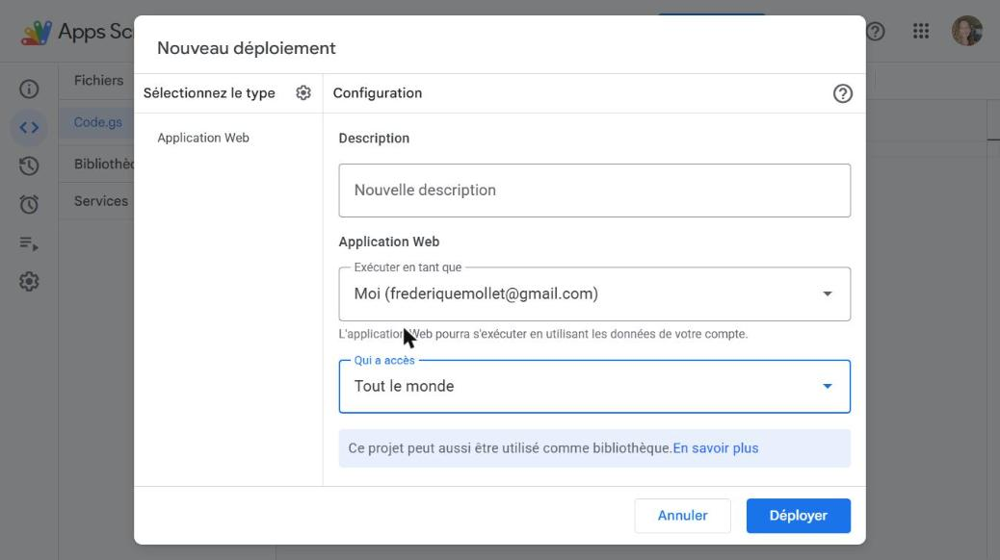 Apps Sc
Nouveau déploiement
Fichiers
Sélectionnez le type
Configuration
Code.gs
Application Web
Description
Bibliothèc
Nouvelle description
Services
Application Web
Exécuter en tant que
Moi (frederiquemollet@gmail.com)
L'application Web pourra s'exécuter en utilisant les données de votre compte.
Qui a accès
Tout le monde
Ce projet peut aussi être utilisé comme bibliothèque.En savoir plus
Annuler
Déployer